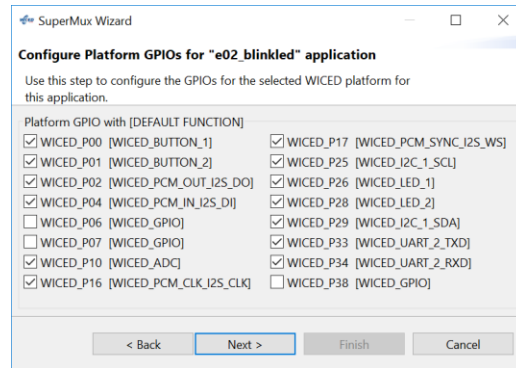 SuperMux Wizard
Configure Platform GPIOs for "e02_blinkled" application
Use this step to configure the GPIOs for the selected WICED platform for
this application.
Platform GPIO with [DEFAULT FUNCTION]
WICED_P00 [WICED_BUTTON_1]
WICED_P01 [WICED_BUTTON_2]
WICED_P02 [WICED_PCM_OUT_I2S_DO]
WICED_P04 [WICED_PCM_IN_I2S_DI]
WICED_P06 [WICED_GPIO]
WICED_P07 [WICED_GPIO]
WICED_P10 [WICED_ADC]
WICED_P16 [WICED_PCM_CLK_I2S_CLK]
WICED_P17 [WICED_PCM_SYNC_I2S_WS]
WICED_P25 [WICED_I2C_1_SCL]
WICED_P26 [WICED_LED_1]
WICED_P28 [WICED_LED_2]
WICED_P29 [WICED_I2C_1_SDA]
WICED_P33 [WICED_UART_2_TXD]
WICED_P34 [WICED_UART_2_RXD]
WICED_P38 [WICED_GPIO]
< Back Next > Finish Cancel